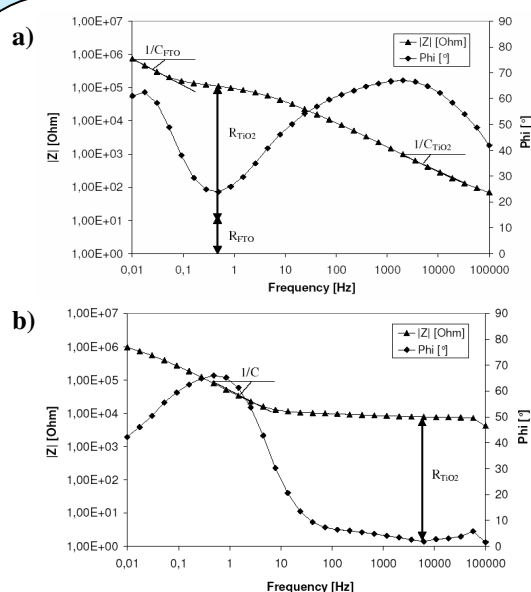 a)
1,00E+07
1,00E+06
1,00E+05
1,00E+04
1,00E+03
1,00E+02
1,00E+01
1,00E+00
|Z| [Ohm]
1/C_FTO
R_TiO2
R_FTO
1/C_TiO2
|Z| [Ohm]
Phi [°]
90
80
70
60
50
40
30
20
10
0
Phi [°]
0,01 0,1 1 10 100 1000 10000 100000
Frequency [Hz]
b)
1,00E+07
1,00E+06
1,00E+05
1,00E+04
1,00E+03
1,00E+02
1,00E+01
1,00E+00
|Z| [Ohm]
1/C
R_TiO2
|Z| [Ohm]
Phi [°]
90
80
70
60
50
40
30
20
10
0
Phi [°]
0,01 0,1 1 10 100 1000 10000 100000
Frequency [Hz]